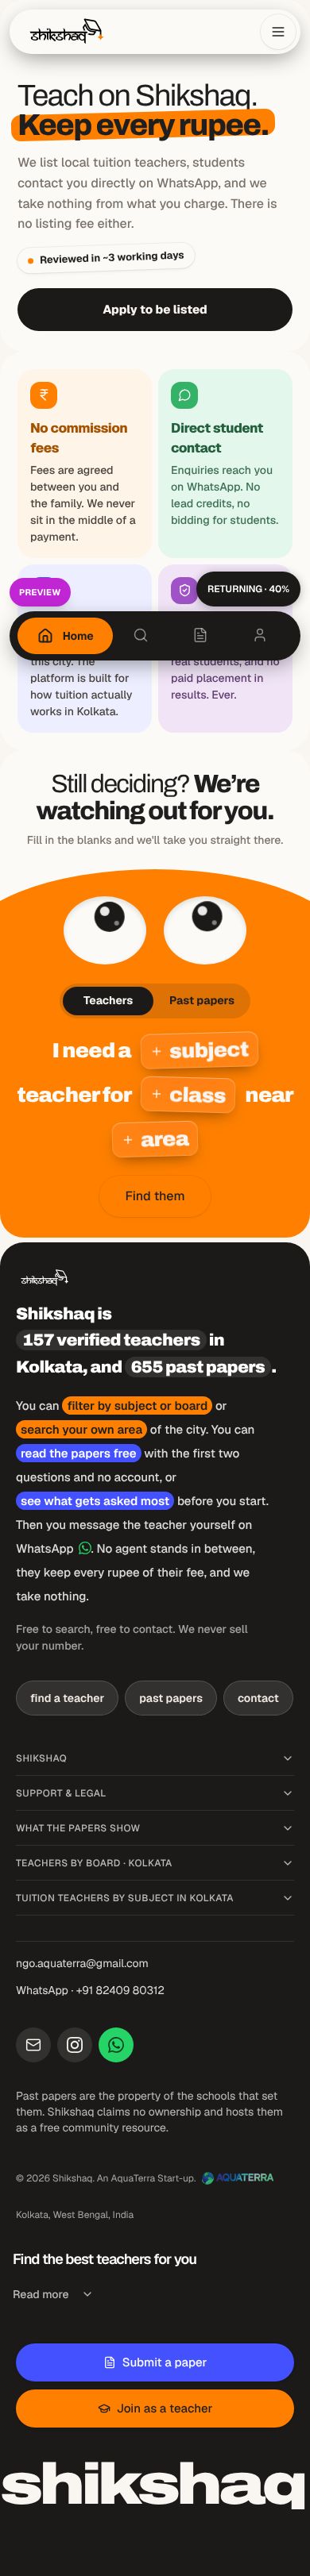 shikshaq
Teach on Shikshaq.
Keep every rupee.
We list local tuition teachers, students
contact you directly on WhatsApp, and we
take nothing from what you charge. There is
no listing fee either.
Reviewed in ~3 working days
Apply to be listed
No commission
fees
Fees are agreed
between you and
the family. We never
sit in the middle of a
payment.
Direct student
contact
Enquiries reach you
on WhatsApp. No
lead credits, no
bidding for students.
PREVIEW
RETURNING · 40%
Home
this city. The
platform is built for
how tuition actually
works in Kolkata.
real students, and no
paid placement in
results. Ever.
Still deciding? We’re
watching out for you.
Fill in the blanks and we'll take you straight there.
Teachers
Past papers
I need a + subject
teacher for + class near
+ area
Find them
shikshaq
Shikshaq is
157 verified teachers in
Kolkata, and 655 past papers.
You can filter by subject or board or
search your own area of the city. You can
read the papers free with the first two
questions and no account, or
see what gets asked most before you start.
Then you message the teacher yourself on
WhatsApp. No agent stands in between,
they keep every rupee of their fee, and we
take nothing.
Free to search, free to contact. We never sell
your number.
find a teacher
past papers
contact
SHIKSHAQ
SUPPORT & LEGAL
WHAT THE PAPERS SHOW
TEACHERS BY BOARD · KOLKATA
TUITION TEACHERS BY SUBJECT IN KOLKATA
ngo.aquaterra@gmail.com
WhatsApp · +91 82409 80312
Past papers are the property of the schools that set
them. Shikshaq claims no ownership and hosts them
as a free community resource.
© 2026 Shikshaq. An AquaTerra Start-up. AQUATERRA
Kolkata, West Bengal, India
Find the best teachers for you
Read more
Submit a paper
Join as a teacher
shikshaq